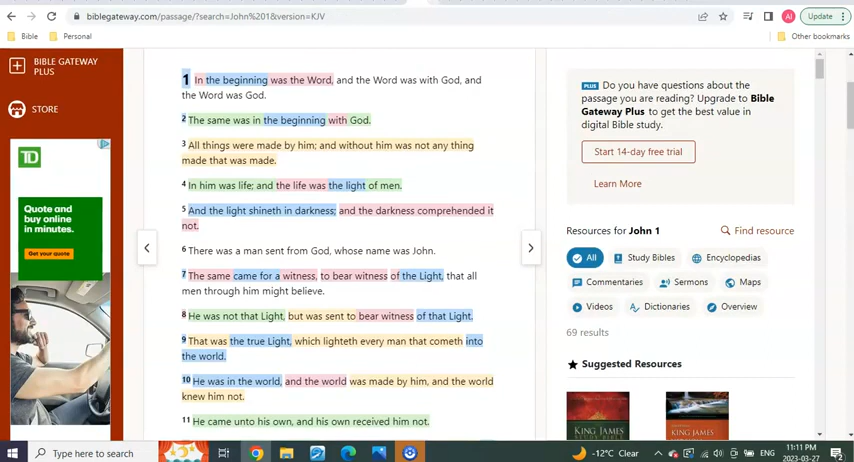 biblegateway.com/passage/?search=John%201&version=KJV
AI
Update
Bible
Personal
Other bookmarks
BIBLE GATEWAY
PLUS
STORE
TD
Quote and
buy online
in minutes.
Get your quote
1 In the beginning was the Word, and the Word was with God, and
the Word was God.
2 The same was in the beginning with God.
3 All things were made by him; and without him was not any thing
made that was made.
4 In him was life; and the life was the light of men.
5 And the light shineth in darkness; and the darkness comprehended it
not.
6 There was a man sent from God, whose name was John.
7 The same came for a witness, to bear witness of the Light, that all
men through him might believe.
8 He was not that Light, but was sent to bear witness of that Light.
9 That was the true Light, which lighteth every man that cometh into
the world.
10 He was in the world, and the world was made by him, and the world
knew him not.
11 He came unto his own, and his own received him not.
PLUS Do you have questions about the
passage you are reading? Upgrade to Bible
Gateway Plus to get the best value in
digital Bible study.
Start 14-day free trial
Learn More
Resources for John 1
Find resource
All
Study Bibles
Encyclopedias
Commentaries
Sermons
Maps
Videos
Dictionaries
Overview
69 results
Suggested Resources
KING JAMES
STUDY BIBLE
KING JAMES
Type here to search
-12°C Clear
ENG
11:11 PM
2023-03-27
2